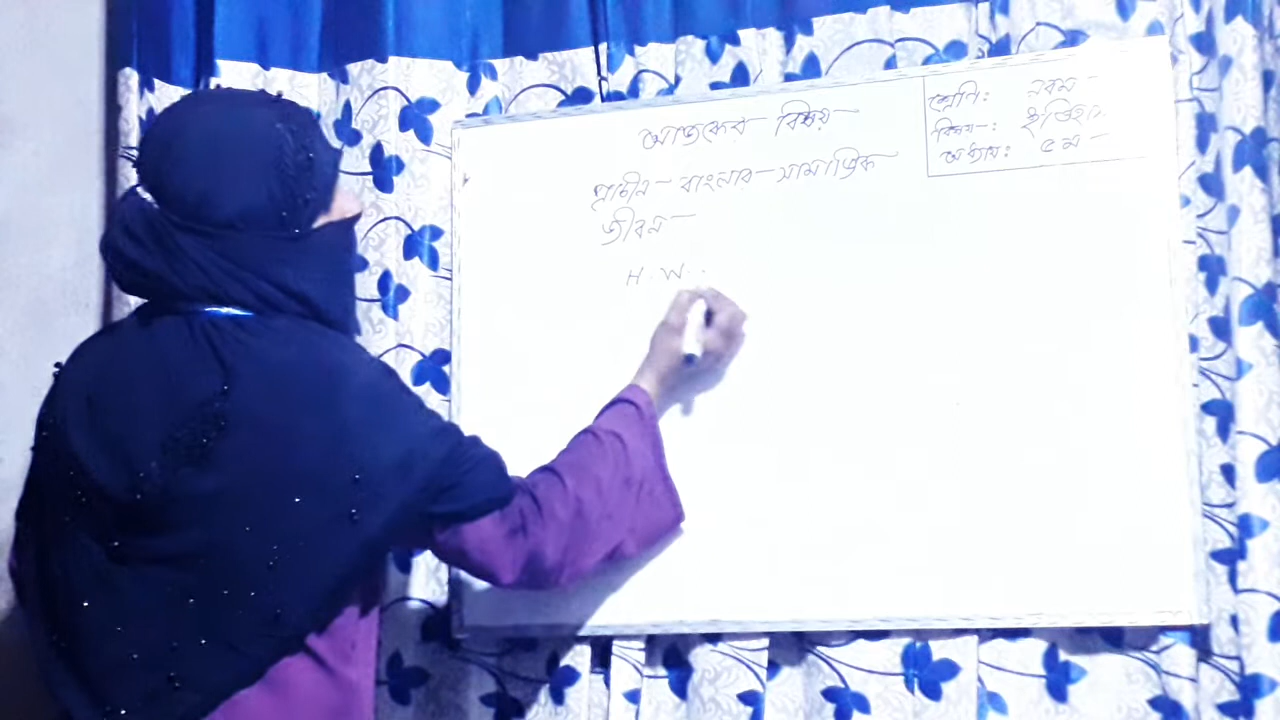 আজকের বিষয়
প্রাচীন বাংলার সামাজিক
জীবন
H.W..
শ্রেণি: নবম
বিষয়: ইতিহাস
অধ্যায়: ৫ম